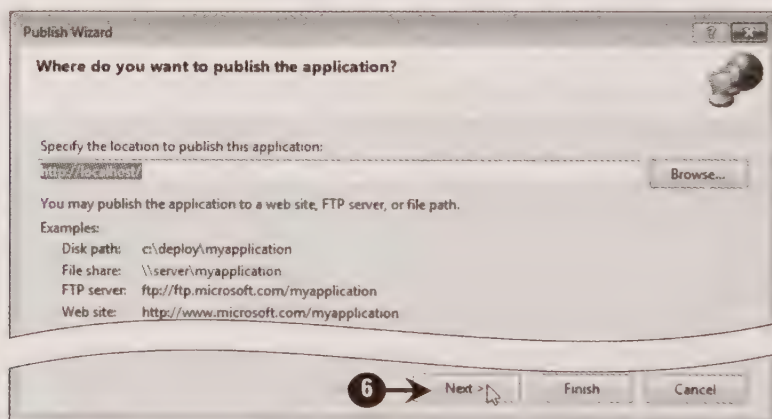 Publish Wizard
Where do you want to publish the application?
Specify the location to publish this application:
http://localhost/
Browse...
You may publish the application to a web site, FTP server, or file path.
Examples:
Disk path: c:\deploy\myapplication
File share: \\server\myapplication
FTP server: ftp://ftp.microsoft.com/myapplication
Web site: http://www.microsoft.com/myapplication
6 Next > Finish Cancel